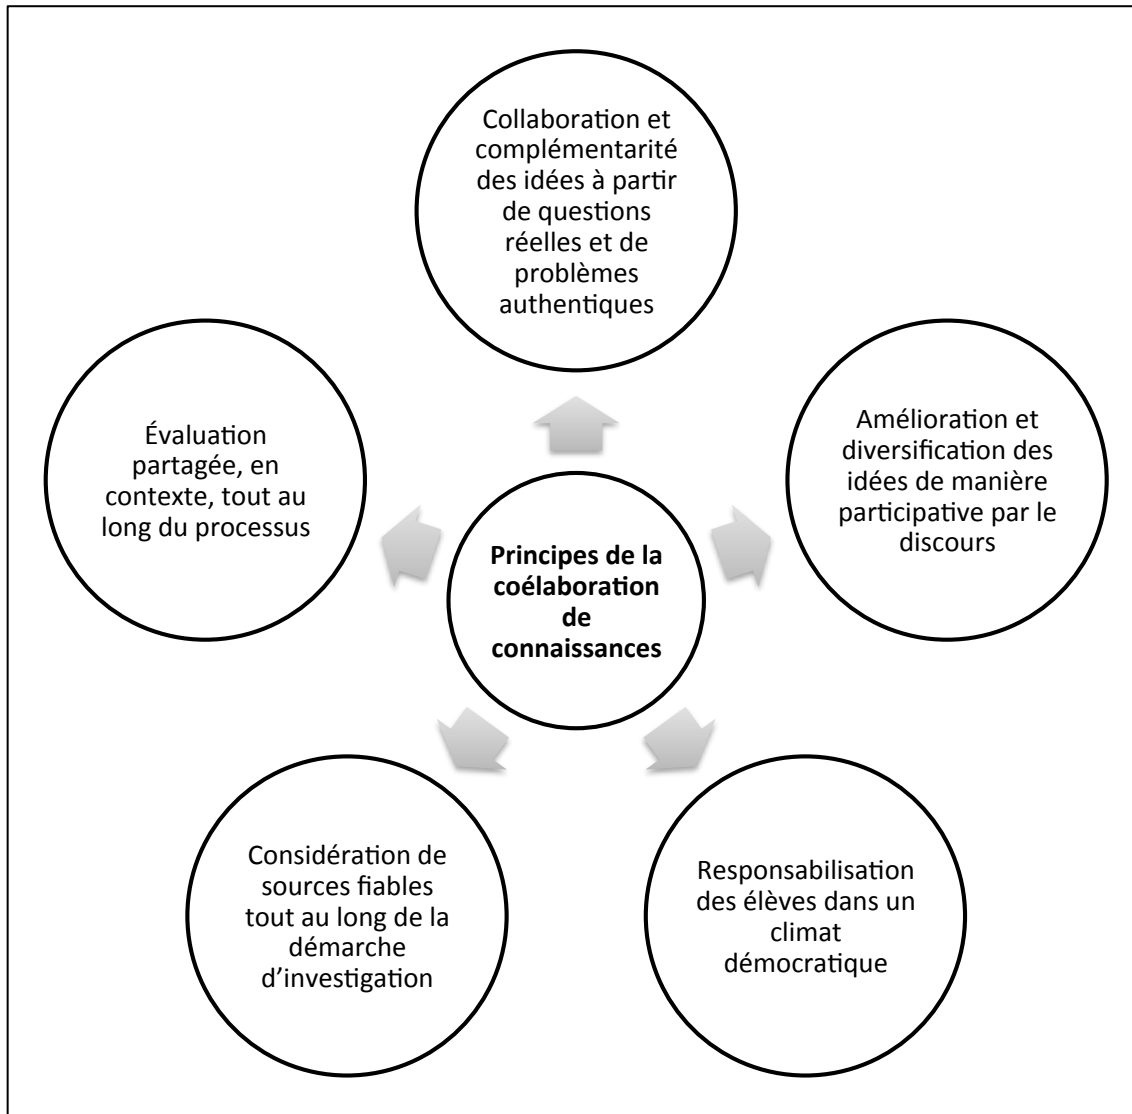 Collaboration et
complémentarité
des idées à partir
de questions
réelles et de
problèmes
authentiques
Amélioration et
diversification des
idées de manière
participative par le
discours
Responsabilisation
des élèves dans un
climat
démocratique
Considération de
sources fiables
tout au long de la
démarche
d’investigation
Évaluation
partagée, en
contexte, tout au
long du processus
Principes de la
coélaboration
de
connaissances